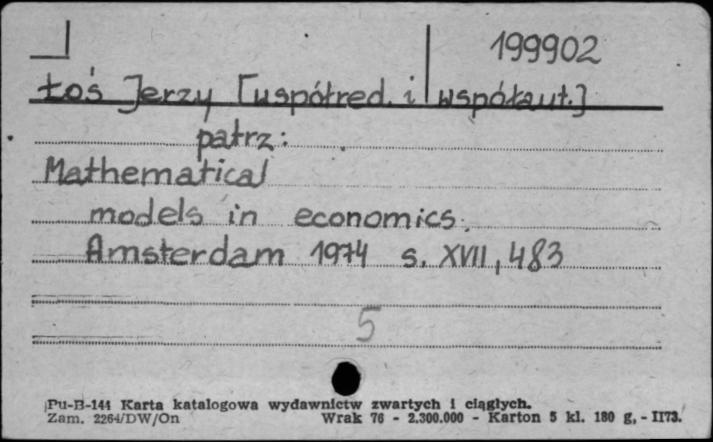 199902
Łoś Jerzy [współred. i współaut.]
patrz:
Mathematical
models in economics.
Amsterdam 1974 s. XVII, 483
5
Pu-B-144 Karta katalogowa wydawnictw zwartych i ciągłych.
Zam. 2264/DW/On Wrak 76 - 2.300.000 - Karton 5 kl. 180 g, - II73.